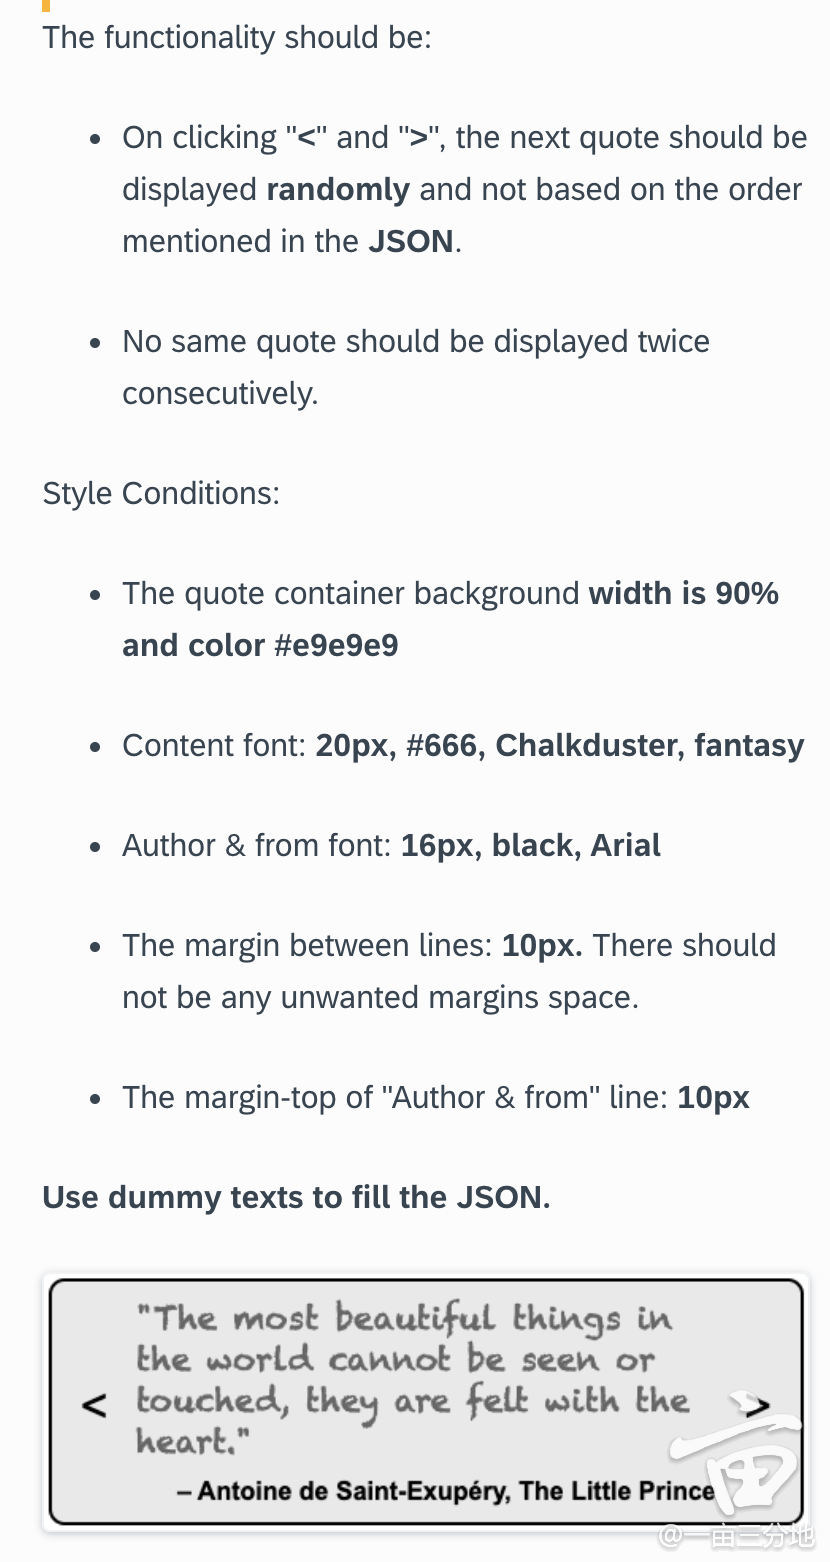 The functionality should be:
• On clicking "<" and ">", the next quote should be
displayed randomly and not based on the order
mentioned in the JSON.
• No same quote should be displayed twice
consecutively.
Style Conditions:
• The quote container background width is 90%
and color #e9e9e9
• Content font: 20px, #666, Chalkduster, fantasy
• Author & from font: 16px, black, Arial
• The margin between lines: 10px. There should
not be any unwanted margins space.
• The margin-top of "Author & from" line: 10px
Use dummy texts to fill the JSON.
"The most beautiful things in
the world cannot be seen or
< touched, they are felt with the >
heart."
– Antoine de Saint-Exupéry, The Little Prince
@一亩三分地